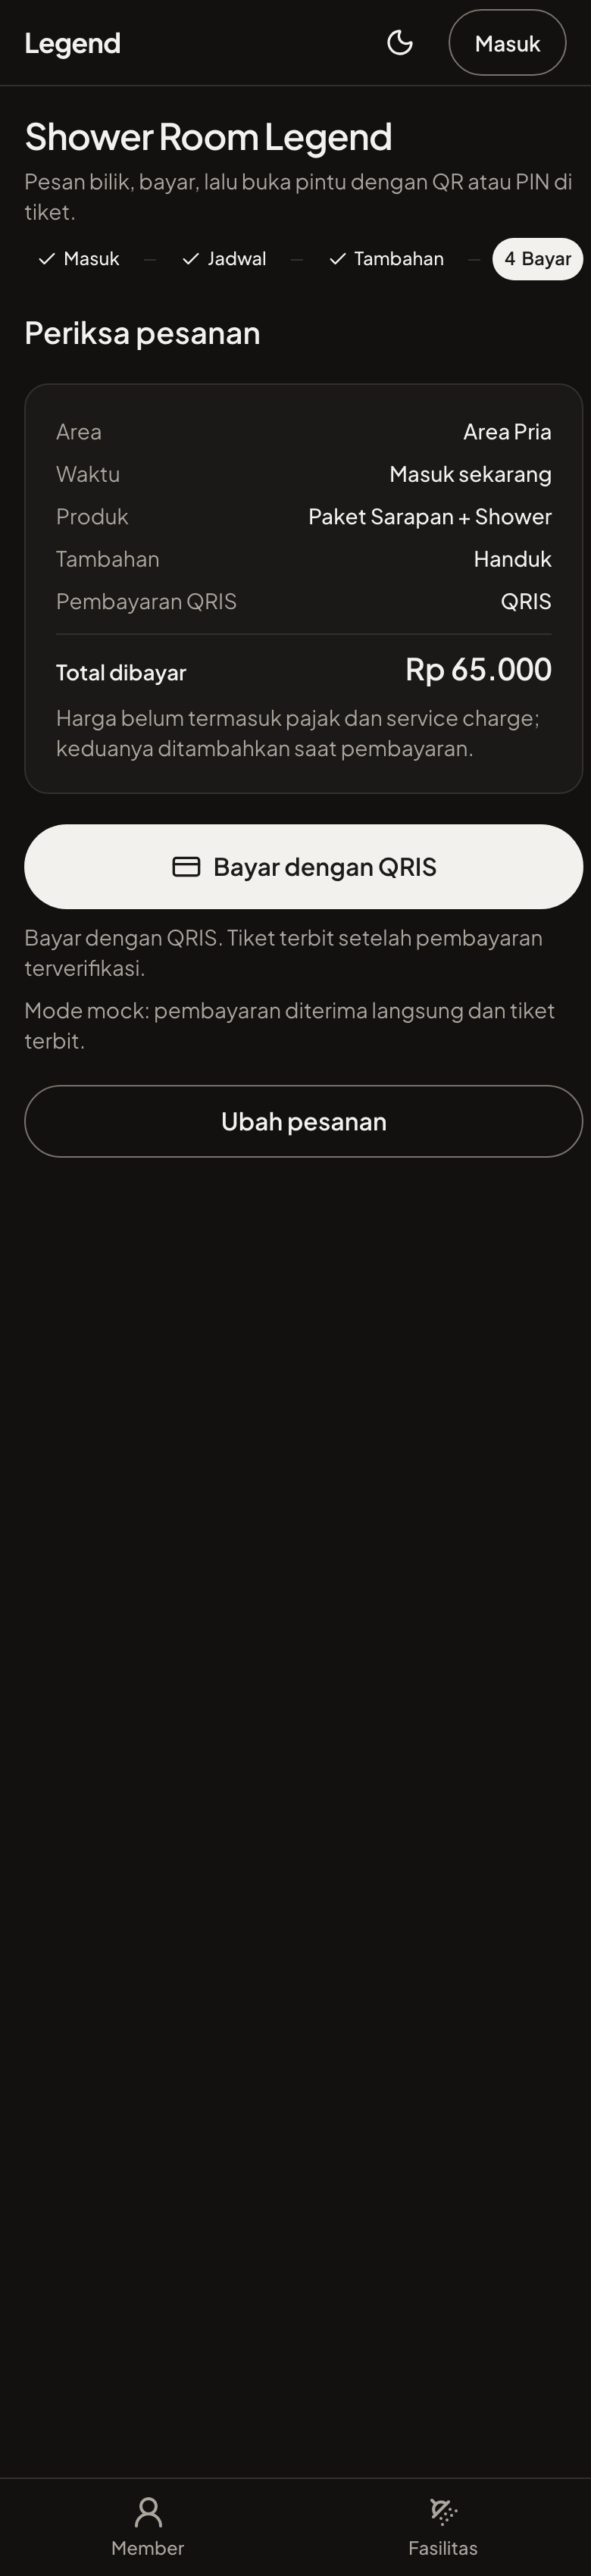 Legend
Masuk
Shower Room Legend
Pesan bilik, bayar, lalu buka pintu dengan QR atau PIN di
tiket.
Masuk — Jadwal — Tambahan — 4 Bayar
Periksa pesanan
Area Area Pria
Waktu Masuk sekarang
Produk Paket Sarapan + Shower
Tambahan Handuk
Pembayaran QRIS QRIS
Total dibayar Rp 65.000
Harga belum termasuk pajak dan service charge;
keduanya ditambahkan saat pembayaran.
Bayar dengan QRIS
Bayar dengan QRIS. Tiket terbit setelah pembayaran
terverifikasi.
Mode mock: pembayaran diterima langsung dan tiket
terbit.
Ubah pesanan
Member Fasilitas